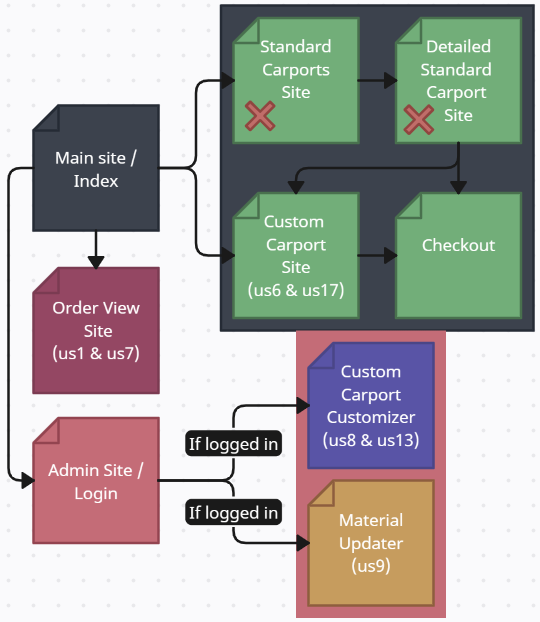 Standard
Carports
Site
Detailed
Standard
Carport
Site
Main site /
Index
Custom
Carport
Site
(us6 & us17)
Checkout
Order View
Site
(us1 & us7)
Custom
Carport
Customizer
(us8 & us13)
If logged in
Admin Site /
Login
If logged in
Material
Updater
(us9)